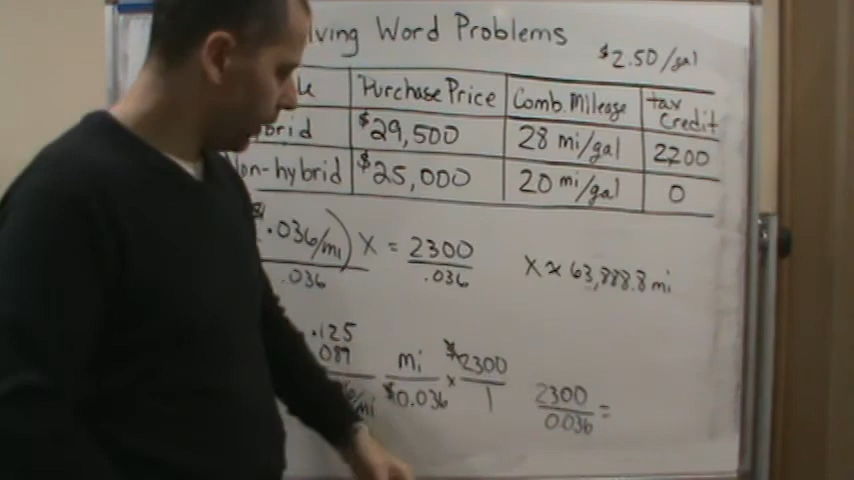 lving Word Problems
$2.50/gal
Purchase Price Comb. Mileage tax Credit
brid $29,500 28 mi/gal 2200
Non-hybrid $25,000 20 mi/gal 0
.036/mi) X = 2300
.036 .036
X ≈ 63,888.8 mi
.125
.089
mi $2300
$0.036 x 1
/mi
2300
0.036 =